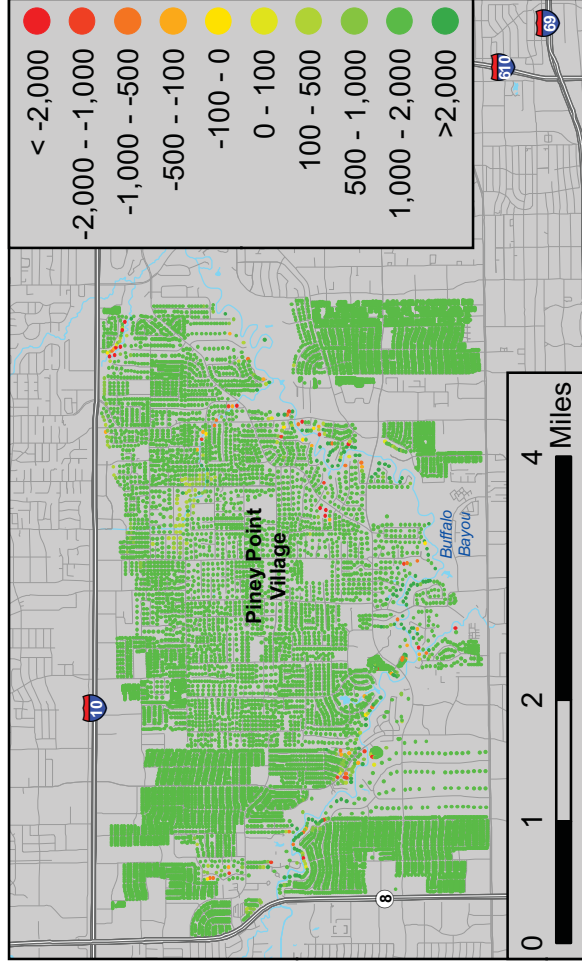 < -2,000
-2,000 - -1,000
-1,000 - -500
-500 - -100
-100 - 0
0 - 100
100 - 500
500 - 1,000
1,000 - 2,000
>2,000
10
69
610
8
Piney Point
Village
Buffalo
Bayou
0 1 2 4
Miles